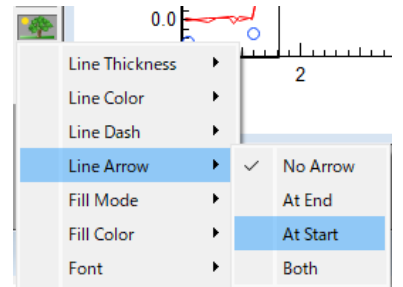 0.0
2
Line Thickness
Line Color
Line Dash
Line Arrow
Fill Mode
Fill Color
Font
No Arrow
At End
At Start
Both